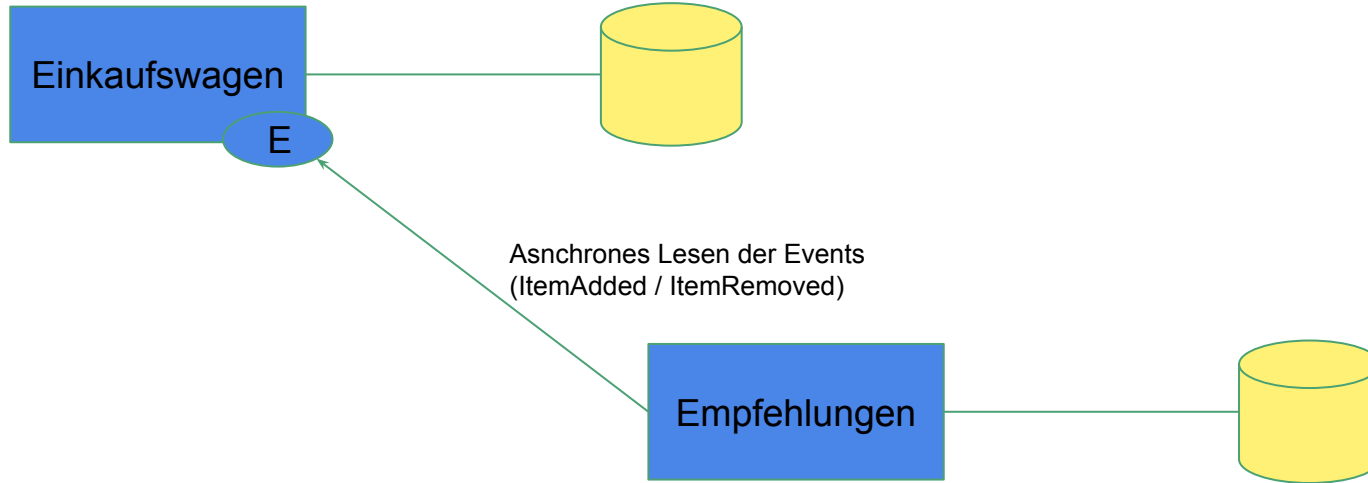 Einkaufswagen
E
Asnchrones Lesen der Events
(ItemAdded / ItemRemoved)
Empfehlungen